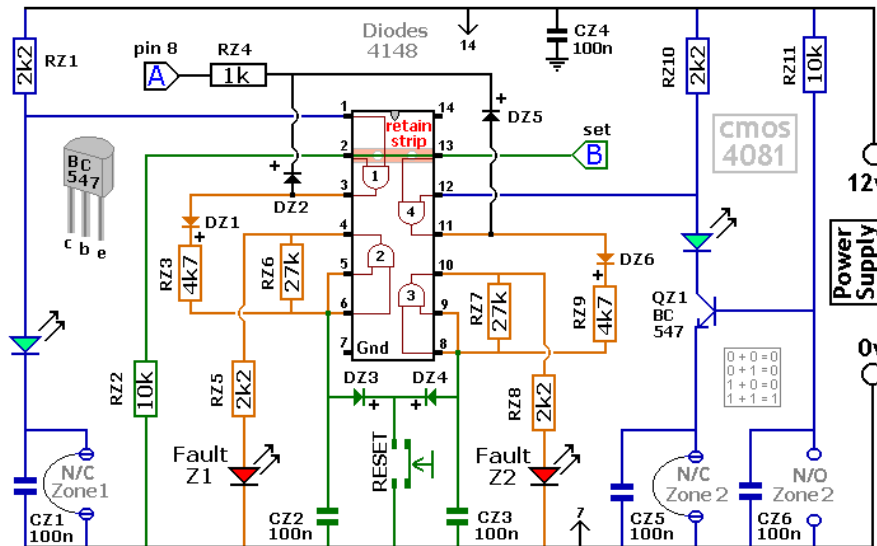 Diodes
4148
14
CZ4
100n
pin 8
A
RZ4
1k
RZ1
2k2
RZ10
2k2
RZ11
10k
1
14
retain
strip
DZ5
set
B
cmos
4081
BC
547
c b e
2
13
1
DZ2
3
12
4
12v
DZ1
4
11
DZ6
RZ3
4k7
RZ6
27k
2
5
10
3
RZ7
27k
RZ9
4k7
6
9
QZ1
BC
547
Power
Supply
7
Gnd
8
0v
RZ2
10k
RZ5
2k2
DZ3
DZ4
RZ8
2k2
0+0=0
0+1=0
1+0=0
1+1=1
Fault
Z1
RESET
Fault
Z2
N/C
Zone1
N/C
Zone 2
N/O
Zone 2
CZ1
100n
CZ2
100n
CZ3
100n
7
CZ5
100n
CZ6
100n